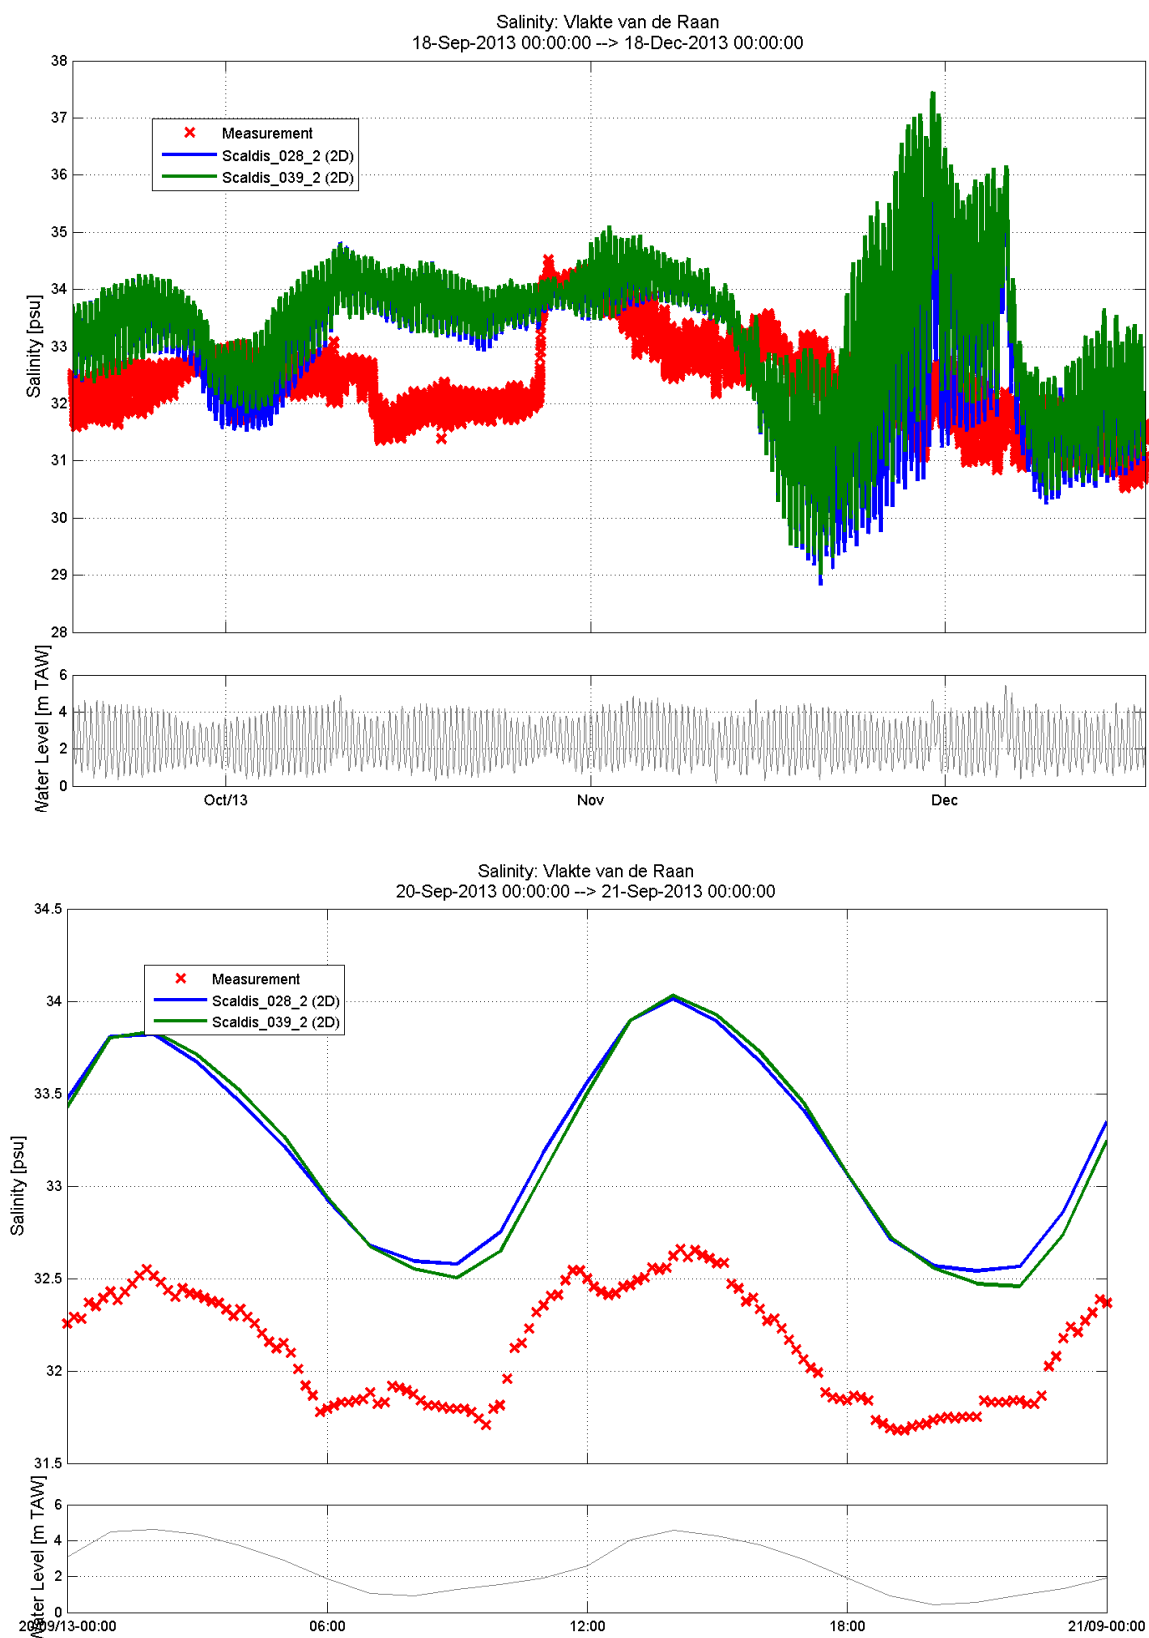 Salinity: Vlakte van de Raan
18-Sep-2013 00:00:00 --> 18-Dec-2013 00:00:00
38
37
36
35
34
33
32
31
30
29
28
Salinity [psu]
Measurement
Scaldis_028_2 (2D)
Scaldis_039_2 (2D)
6
4
2
0
Water Level [m TAW]
Oct/13
Nov
Dec
Salinity: Vlakte van de Raan
20-Sep-2013 00:00:00 --> 21-Sep-2013 00:00:00
34.5
34
33.5
33
32.5
32
31.5
Salinity [psu]
Measurement
Scaldis_028_2 (2D)
Scaldis_039_2 (2D)
6
4
2
0
Water Level [m TAW]
20/09/13-00:00
06:00
12:00
18:00
21/09-00:00